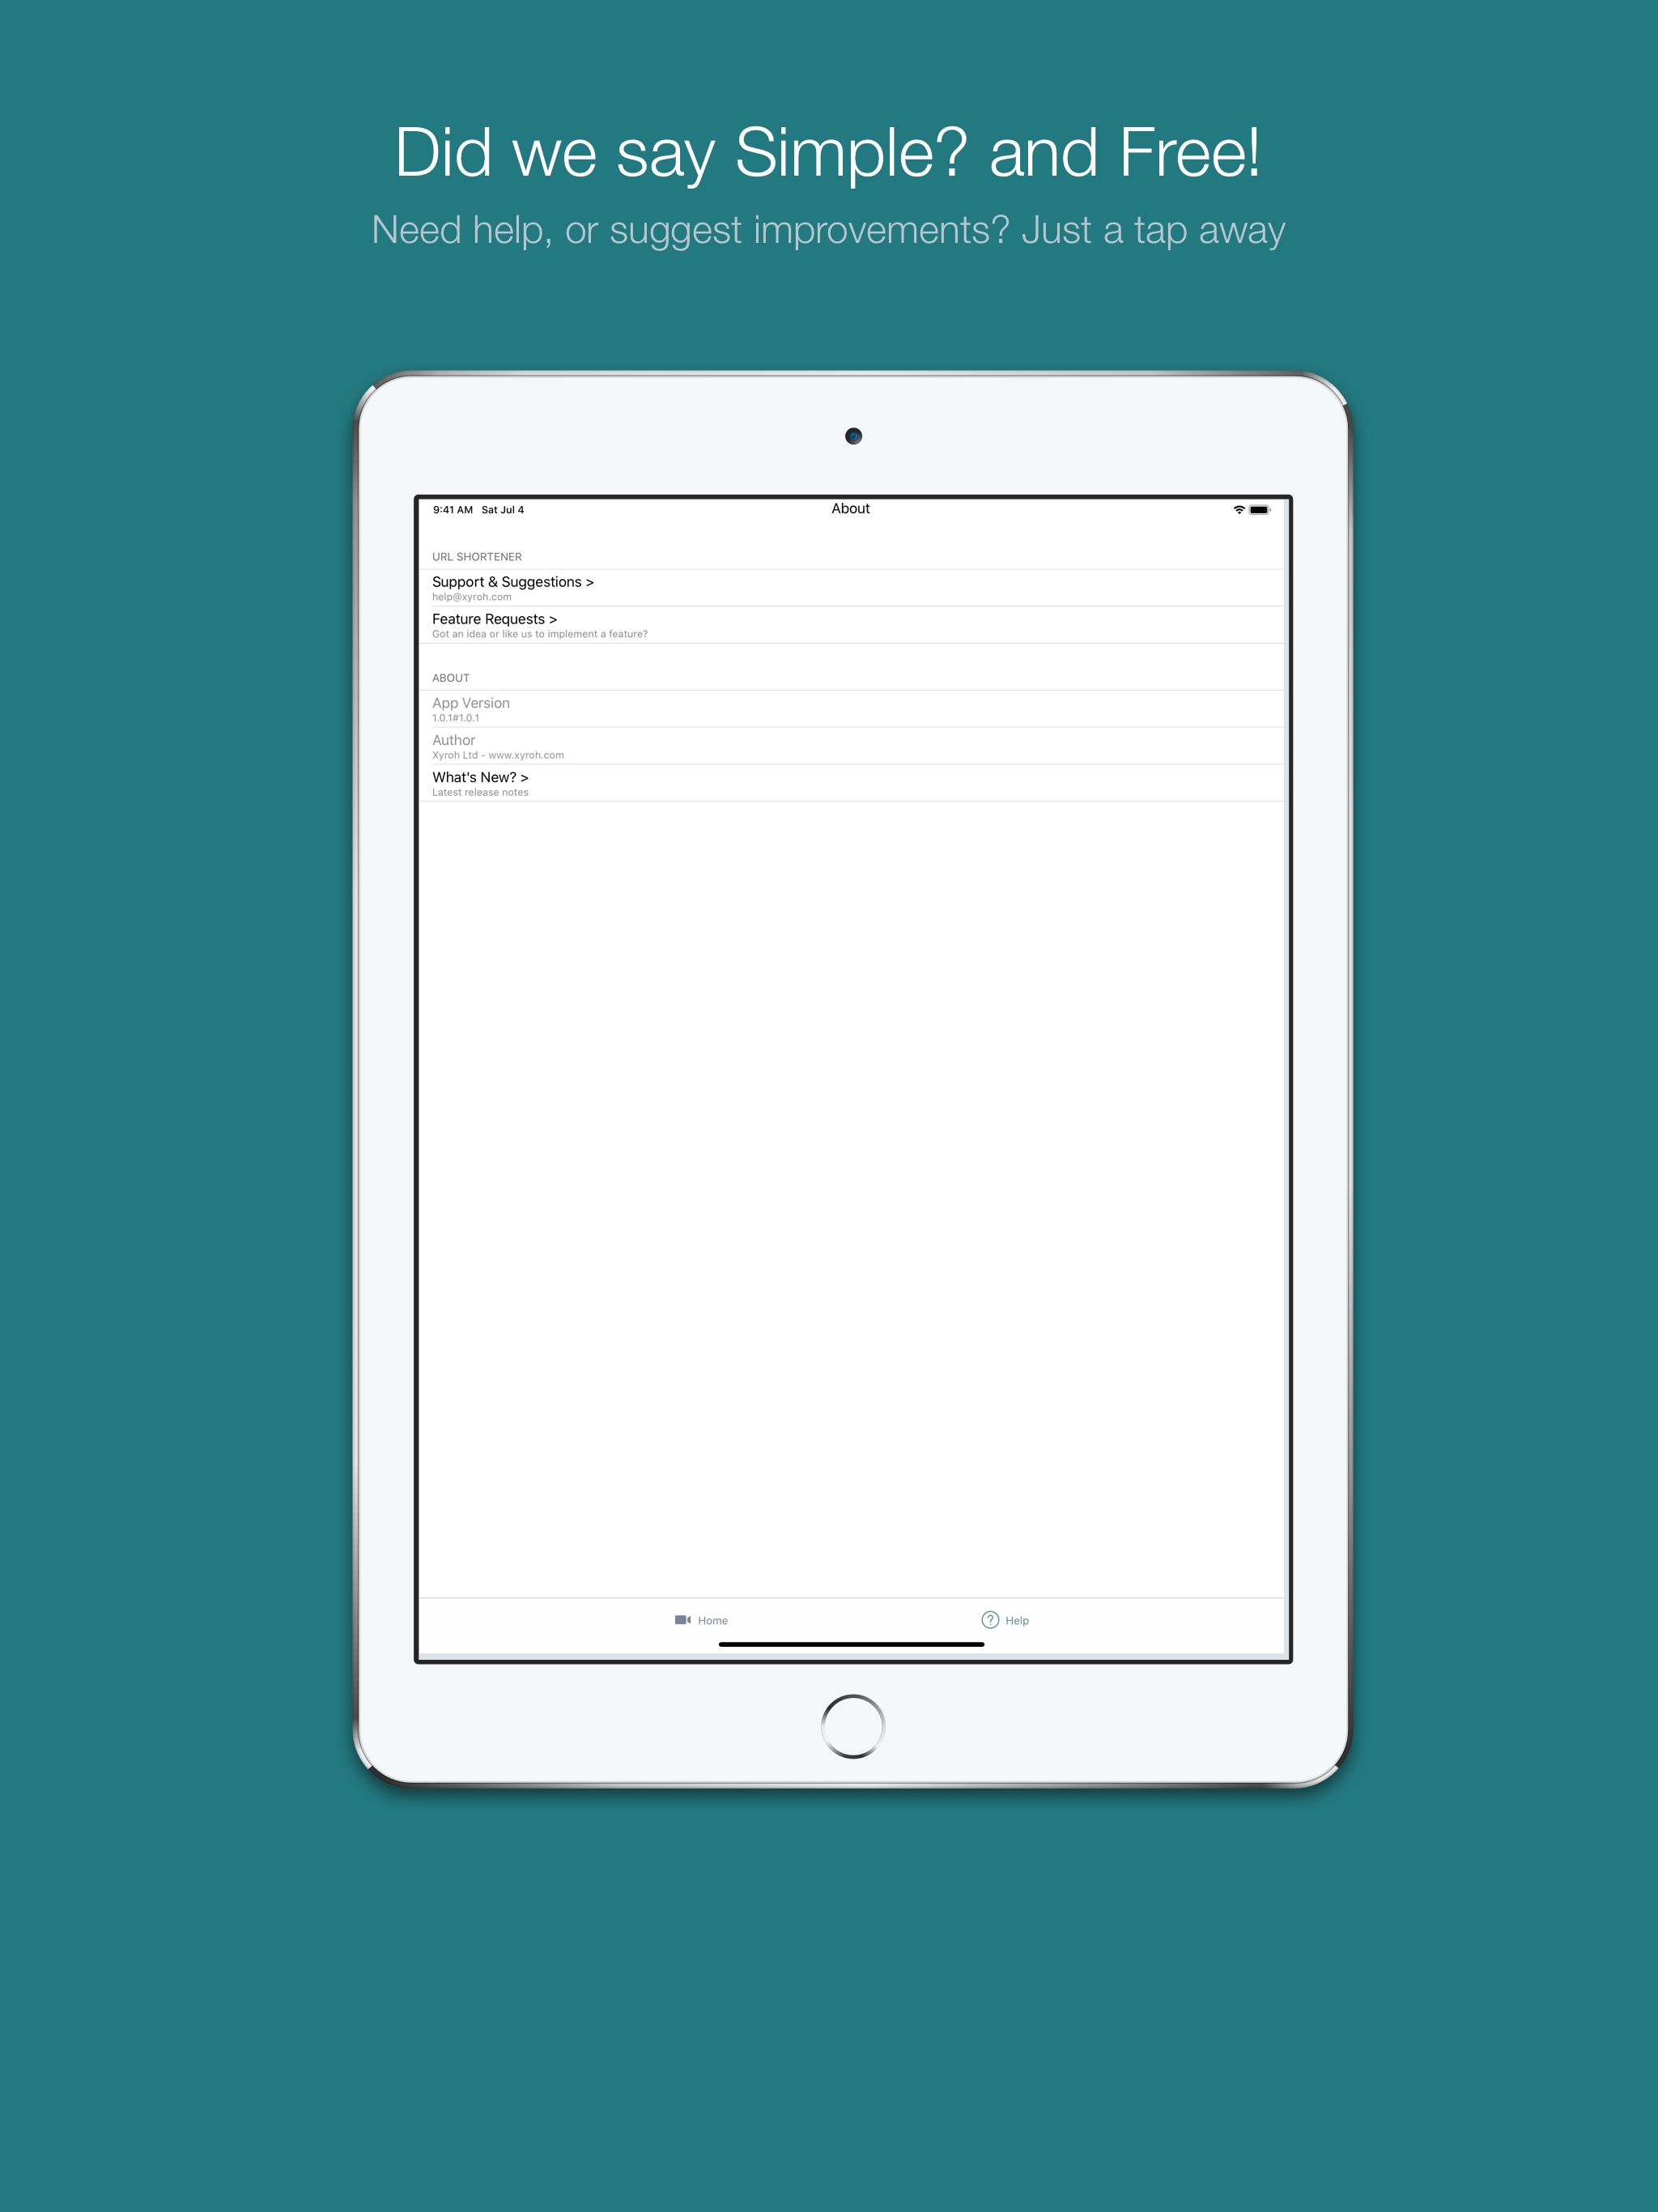 Did we say Simple? and Free!
Need help, or suggest improvements? Just a tap away
9:41 AM Sat Jul 4
About
URL SHORTENER
Support & Suggestions >
help@xyroh.com
Feature Requests >
Got an idea or like us to implement a feature?
ABOUT
App Version
1.0.1#1.0.1
Author
Xyroh Ltd - www.xyroh.com
What's New? >
Latest release notes
Home
Help